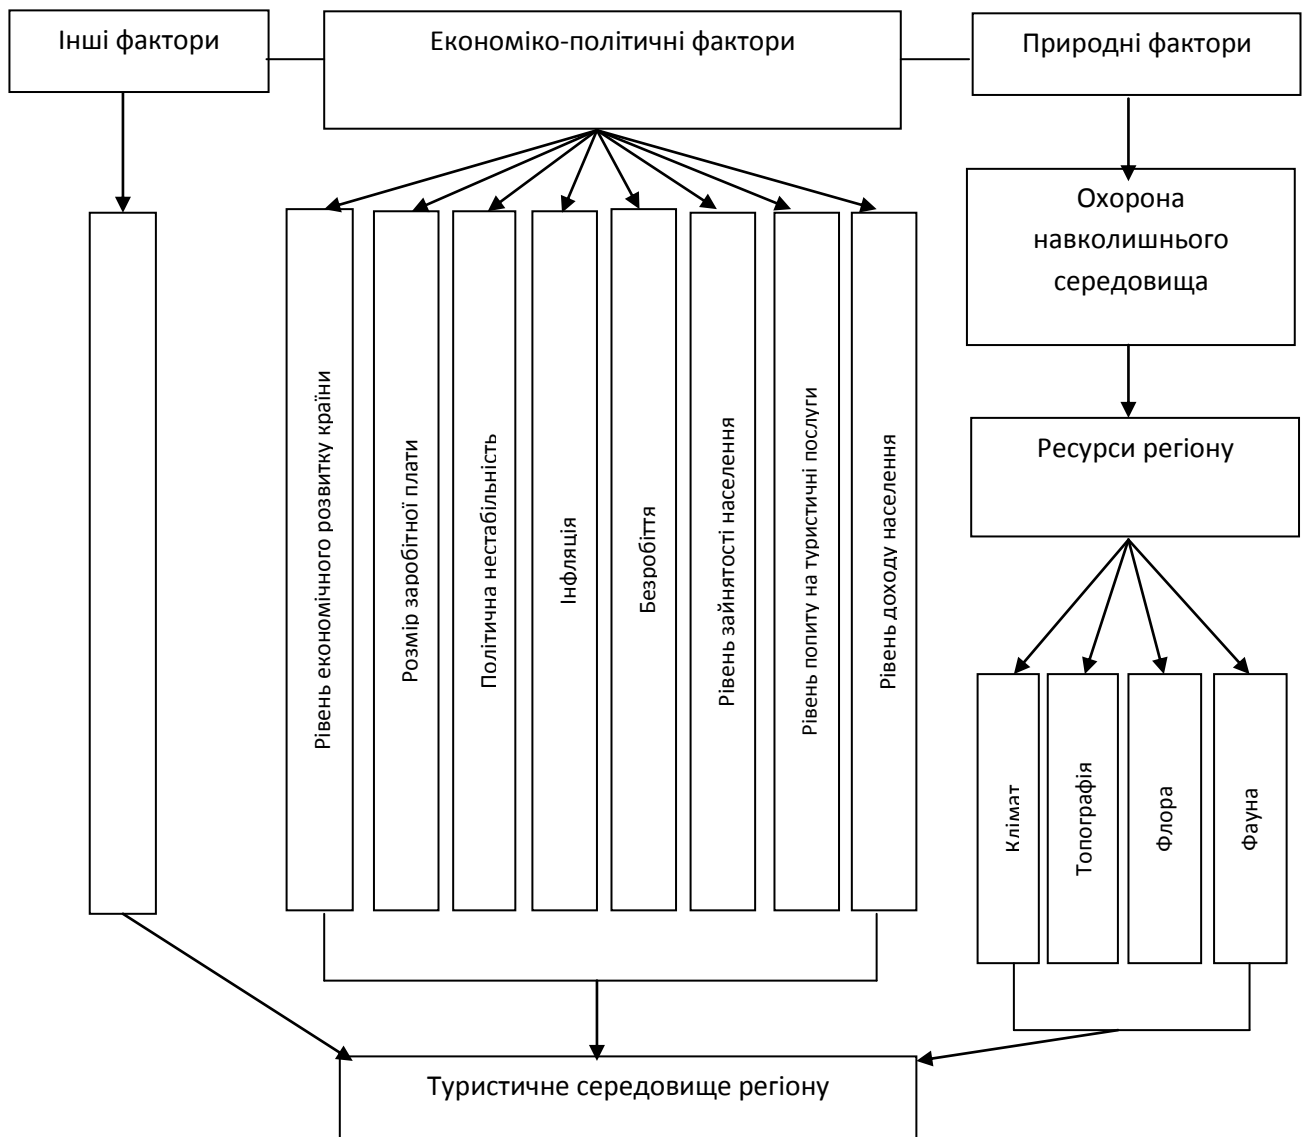 Інші фактори
Економіко-політичні фактори
Природні фактори
Охорона
навколишнього
середовища
Рівень економічного розвитку країни
Розмір заробітної плати
Політична нестабільність
Інфляція
Безробіття
Рівень зайнятості населення
Рівень попиту на туристичні послуги
Рівень доходу населення
Ресурси регіону
Клімат
Топографія
Флора
Фауна
Туристичне середовище регіону